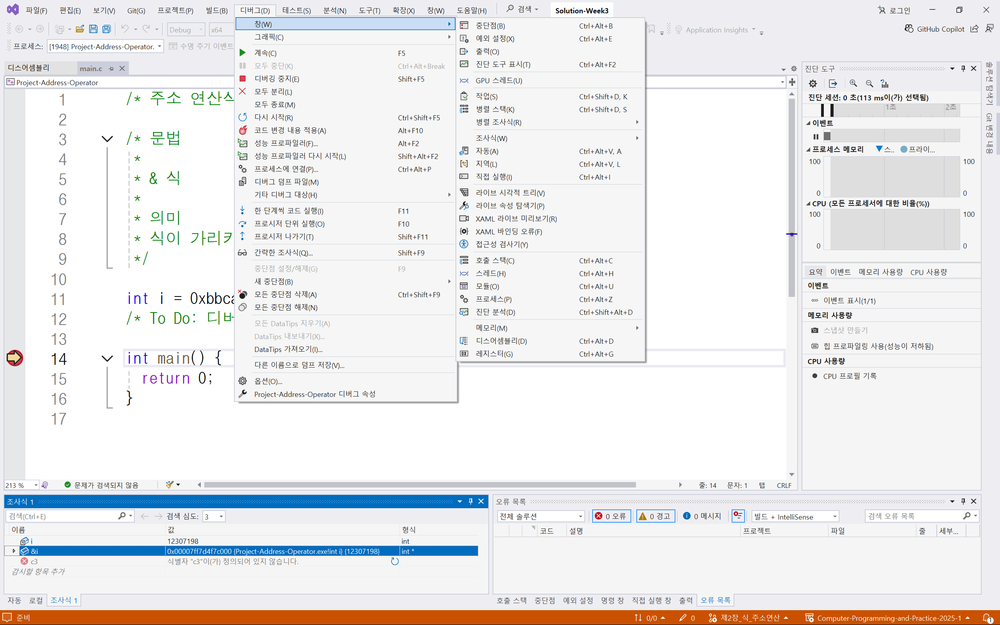 파일(F) 편집(E) 보기(V) Git(G) 프로젝트(P) 빌드(B) 디버그(D) 테스트(S) 분석(N) 도구(T) 확장(X) 창(W) 도움말(H) 검색 Solution-Week3 로그인
Debug x64 Application Insights GitHub Copilot
프로세스: [1948] Project-Address-Operator. 수명 주기 이벤트
디스어셈블리 main.c
Project-Address-Operator
1 /* 주소 연산
2
3 /* 문법
4 *
5 * & 식
6 *
7 * 의미
8 * 식이
9 */
10
11 int i = 0xbbca
12 /* To Do:
13
14 int main() {
15 return 0;
16 }
17
창(W)
그래픽(C)
계속(C) F5
모두 중단(K) Ctrl+Alt+Break
디버깅 중지(E) Shift+F5
모두 분리(L)
모두 종료(M)
다시 시작(R) Ctrl+Shift+F5
코드 변경 내용 적용(A) Alt+F10
성능 프로파일러(F)... Alt+F2
성능 프로파일러 다시 시작(L) Shift+Alt+F2
프로세스에 연결(P)... Ctrl+Alt+P
디버그 덤프 파일(M)
기타 디버그 대상(H)
한 단계씩 코드 실행(I) F11
프로시저 단위 실행(O) F10
프로시저 나가기(T) Shift+F11
간략한 조사식(Q)... Shift+F9
중단점 설정/해제(G) F9
새 중단점(B)
모든 중단점 삭제(A) Ctrl+Shift+F9
모든 중단점 해제(N)
모든 DataTips 지우기(A)
DataTips 내보내기(X)...
DataTips 가져오기(I)...
다른 이름으로 덤프 저장(V)...
옵션(O)...
Project-Address-Operator 디버그 속성
중단점(B) Ctrl+Alt+B
예외 설정(X) Ctrl+Alt+E
출력(O)
진단 도구 표시(T) Ctrl+Alt+F2
GPU 스레드(U)
작업(S) Ctrl+Shift+D, K
병렬 스택(K) Ctrl+Shift+D, S
병렬 조사식(R)
조사식(W)
자동(A) Ctrl+Alt+V, A
지역(L) Ctrl+Alt+V, L
직접 실행(I) Ctrl+Alt+I
라이브 시각적 트리(V)
라이브 속성 탐색기(P)
XAML 라이브 미리보기(R)
XAML 바인딩 오류(F)
접근성 검사기(Y)
호출 스택(C) Ctrl+Alt+C
스레드(H) Ctrl+Alt+H
모듈(O) Ctrl+Alt+U
프로세스(P) Ctrl+Alt+Z
진단 분석(D) Ctrl+Shift+Alt+D
메모리(M)
디스어셈블리(D) Ctrl+Alt+D
레지스터(G) Ctrl+Alt+G
진단 도구
진단 세션: 0 초(113 ms이(가) 선택됨)
1초 2초
이벤트
프로세스 메모리 스.. 프라이...
100 100
0 0
CPU (모든 프로세서에 대한 비율(%))
100 100
0 0
요약 이벤트 메모리 사용량 CPU 사용량
이벤트
이벤트 표시(1/1)
메모리 사용량
스냅샷 만들기
힙 프로파일링 사용(성능이 저하됨)
CPU 사용량
CPU 프로필 기록
솔루션 탐색기
Git 변경 내용
213 % 문제가 검색되지 않음 줄: 14 문자: 1 탭 CRLF
조사식 1
검색(Ctrl+E) 검색 심도: 3
이름 값 형식
i 12307198 int
&i 0x00007ff7d4f7c000 {Project-Address-Operator.exe!int i} {12307198} int *
c3 식별자 "c3"이(가) 정의되어 있지 않습니다.
감시할 항목 추가
자동 로컬 조사식 1
오류 목록
전체 솔루션 0 오류 0 경고 0 메시지 빌드 + IntelliSense 검색 오류 목록
코드 설명 프로젝트 파일 줄 세부...
호출 스택 중단점 예외 설정 명령 창 직접 실행 창 출력 오류 목록
준비 0/0 0 제2장_식_주소연산 Computer-Programming-and-Practice-2025-1 1